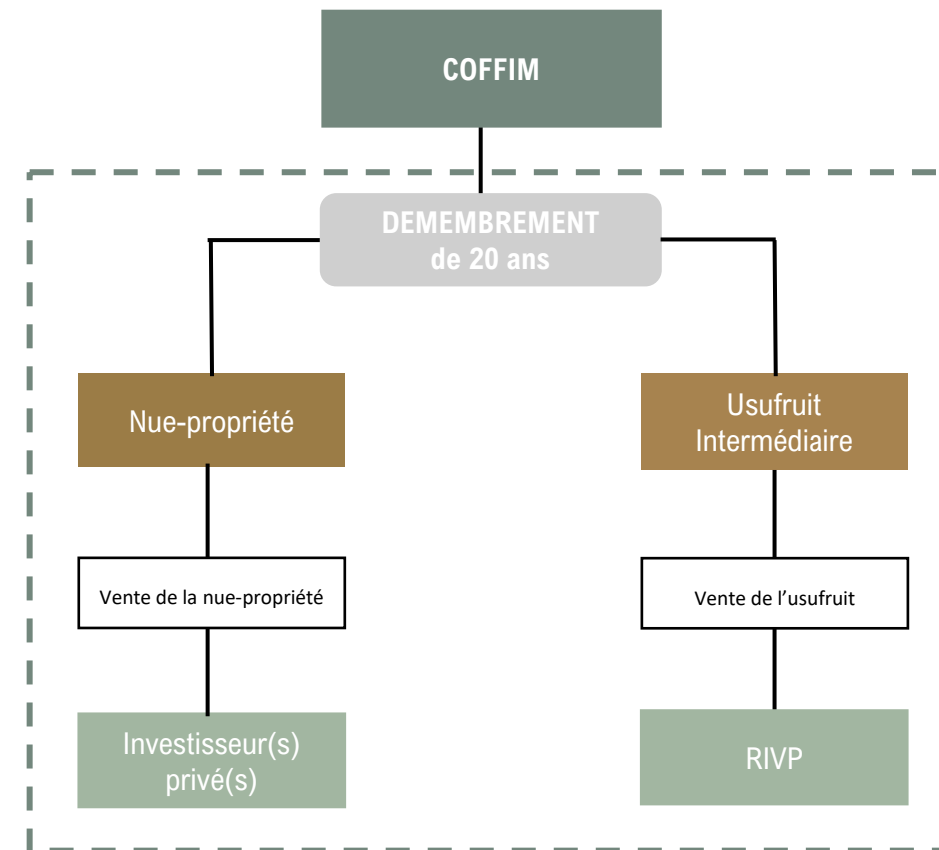 COFFIM
DEMEMBREMENT
de 20 ans
Nue-propriété
Usufruit
Intermédiaire
Vente de la nue-propriété
Vente de l'usufruit
Investisseur(s)
privé(s)
RIVP